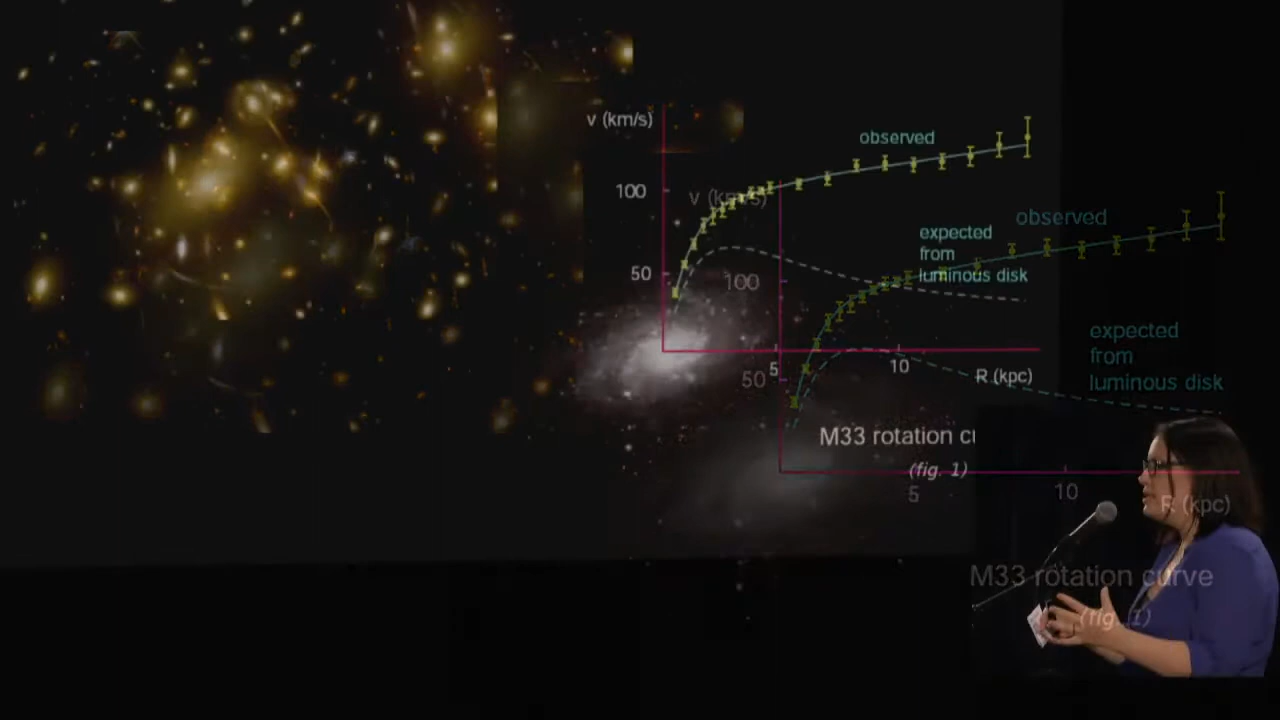 v (km/s)
observed
100
50
expected
from
luminous disk
5
10
R (kpc)
M33 rotation
(fig. 1)
v (km/s)
observed
100
50
expected
from
luminous disk
5
10
R (kpc)
M33 rotation curve
(fig. 1)